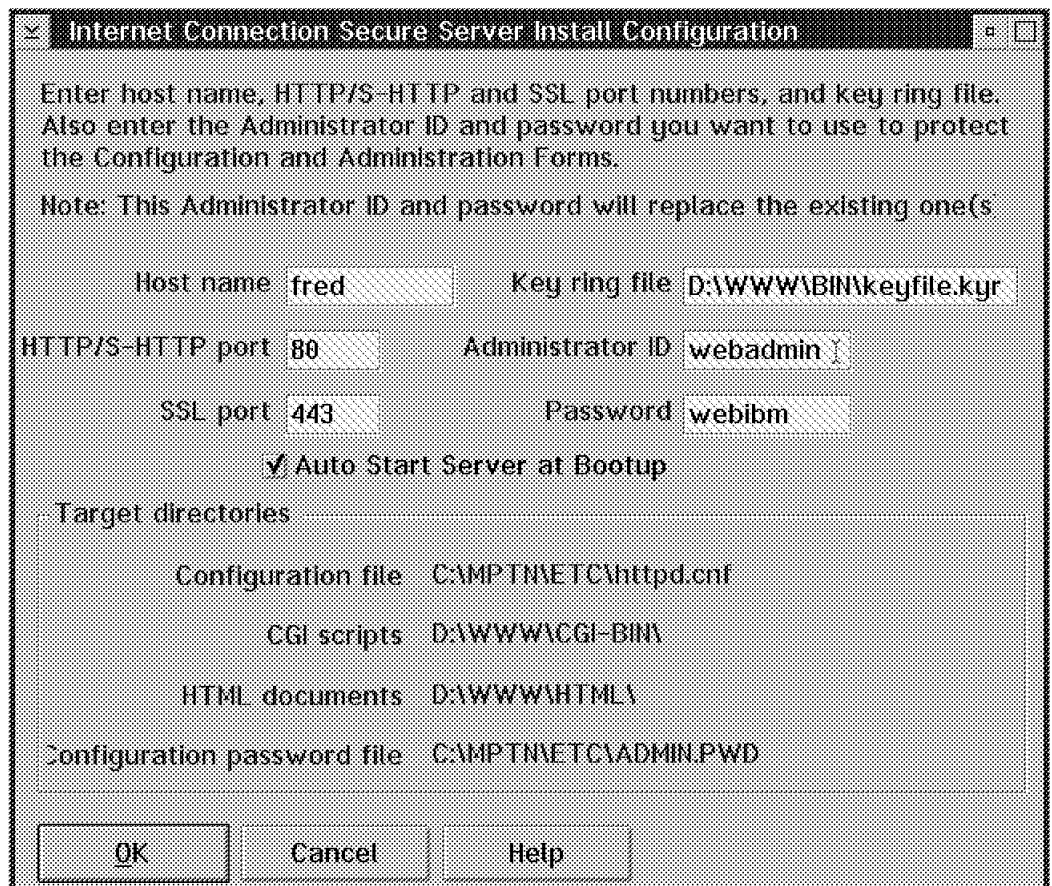 Internet Connection Secure Server Install Configuration
Enter host name, HTTP/S-HTTP and SSL port numbers, and key ring file.
Also enter the Administrator ID and password you want to use to protect
the Configuration and Administration Forms.
Note: This Administrator ID and password will replace the existing one(s
Host name fred Key ring file D:\WWW\BIN\keyfile.kyr
HTTP/S-HTTP port 80 Administrator ID webadmin
SSL port 443 Password webibm
Auto Start Server at Bootup
Target directories
Configuration file C:\MPTN\ETC\httpd.cnf
CGI scripts D:\WWW\CGI-BIN\
HTML documents D:\WWW\HTML\
Configuration password file C:\MPTN\ETC\ADMIN.PWD
OK Cancel Help